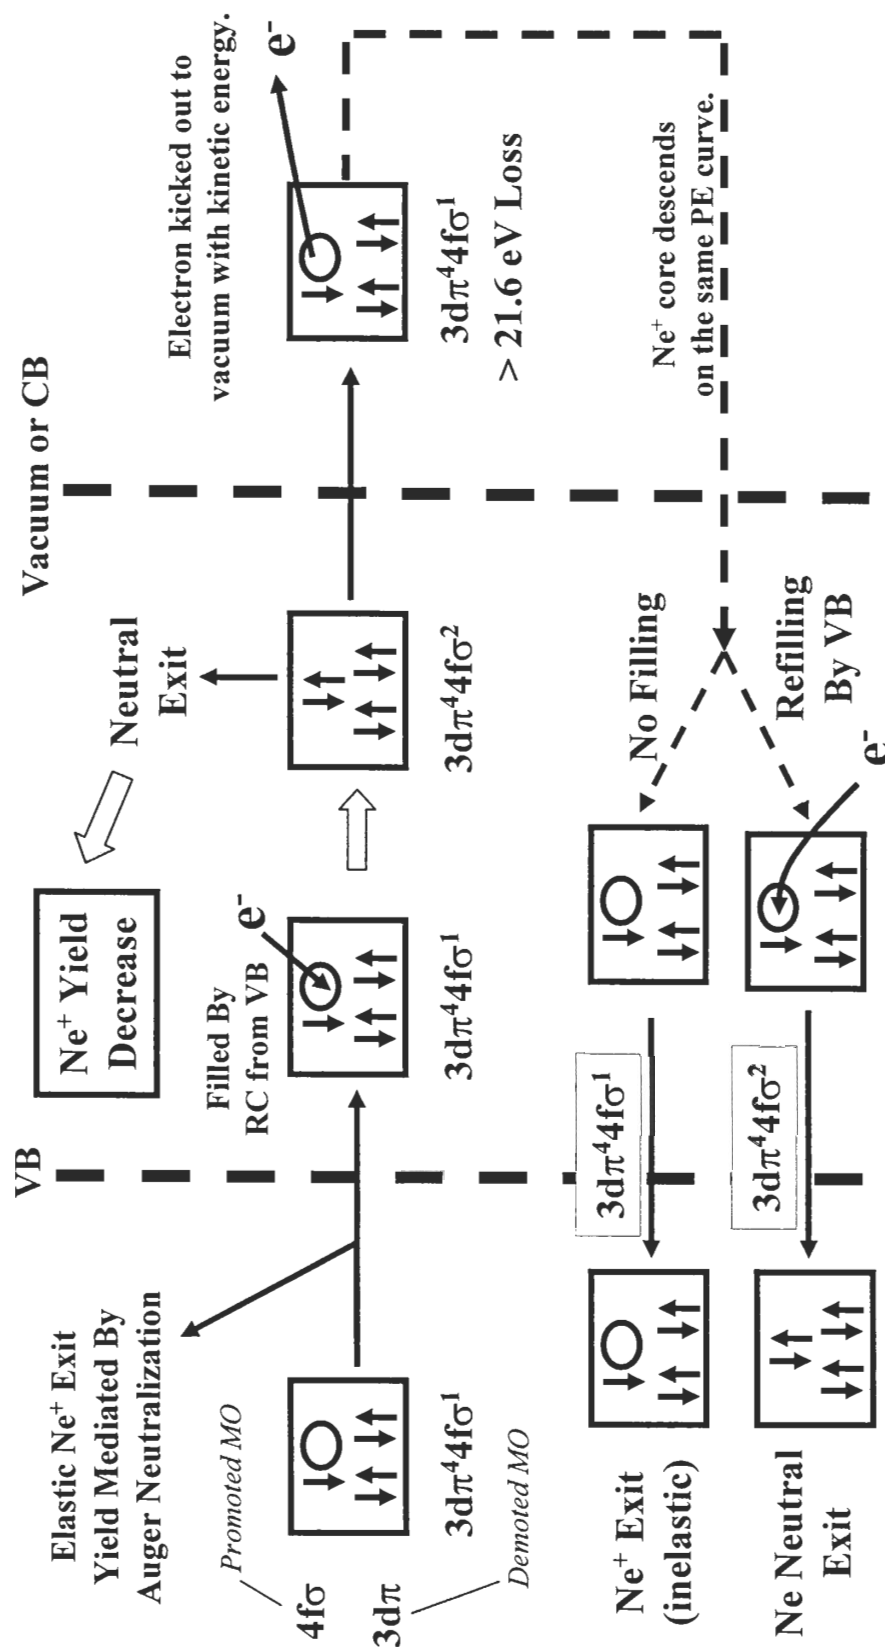 VB
Vacuum or CB
Elastic Ne⁺ Exit
Yield Mediated By
Auger Neutralization
Ne⁺ Yield
Decrease
Neutral
Exit
Electron kicked out to
vacuum with kinetic energy.
e⁻
Promoted MO
4fσ
3dπ
Demoted MO
3dπ⁴4fσ¹
Filled By
RC from VB
e⁻
3dπ⁴4fσ¹
3dπ⁴4fσ²
3dπ⁴4fσ¹
> 21.6 eV Loss
Ne⁺ Exit
(inelastic)
3dπ⁴4fσ¹
No Filling
Ne⁺ core descends
on the same PE curve.
Ne Neutral
Exit
3dπ⁴4fσ²
Refilling
By VB
e⁻